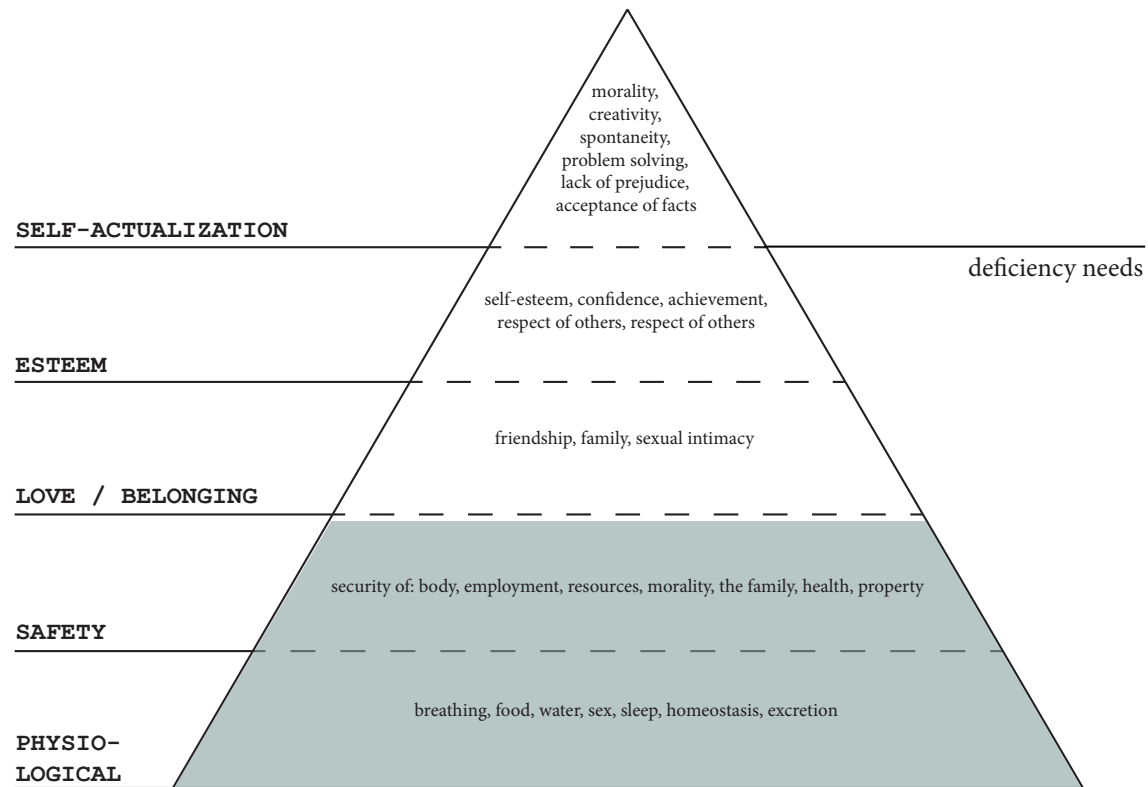 morality,
creativity,
spontaneity,
problem solving,
lack of prejudice,
acceptance of facts
SELF-ACTUALIZATION
deficiency needs
self-esteem, confidence, achievement,
respect of others, respect of others
ESTEEM
friendship, family, sexual intimacy
LOVE / BELONGING
security of: body, employment, resources, morality, the family, health, property
SAFETY
breathing, food, water, sex, sleep, homeostasis, excretion
PHYSIO-
LOGICAL